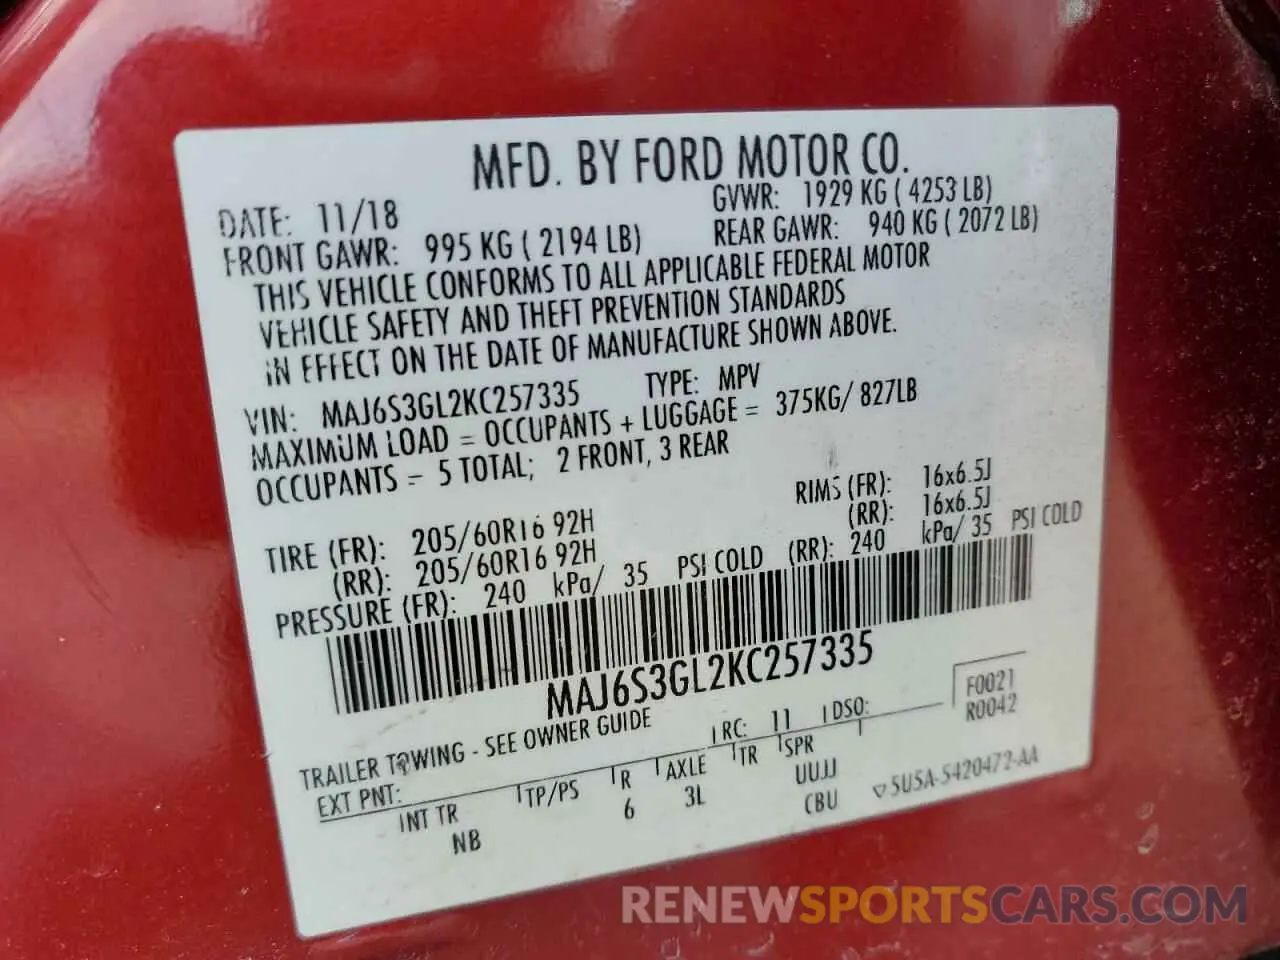 MFD. BY FORD MOTOR CO.
DATE: 11/18 GVWR: 1929 KG ( 4253 LB)
FRONT GAWR: 995 KG ( 2194 LB) REAR GAWR: 940 KG ( 2072 LB)
THIS VEHICLE CONFORMS TO ALL APPLICABLE FEDERAL MOTOR
VEHICLE SAFETY AND THEFT PREVENTION STANDARDS
IN EFFECT ON THE DATE OF MANUFACTURE SHOWN ABOVE.
VIN: MAJ6S3GL2KC257335 TYPE: MPV
MAXIMUM LOAD = OCCUPANTS + LUGGAGE = 375KG/ 827LB
OCCUPANTS = 5 TOTAL; 2 FRONT, 3 REAR
TIRE (FR): 205/60R16 92H RIMS (FR): 16x6.5J
(RR): 205/60R16 92H (RR): 16x6.5J
PRESSURE (FR): 240 kPa/ 35 PSI COLD (RR): 240 kPa/ 35 PSI COLD
MAJ6S3GL2KC257335
TRAILER TOWING - SEE OWNER GUIDE
F0021
EXT PNT: RC: 11 DSO: R0042
INT TR TP/PS R AXLE TR SPR
NB 6 3L UUJJ
CBU 5U5A-5420472-AA
RENEWSPORTSCARS.COM